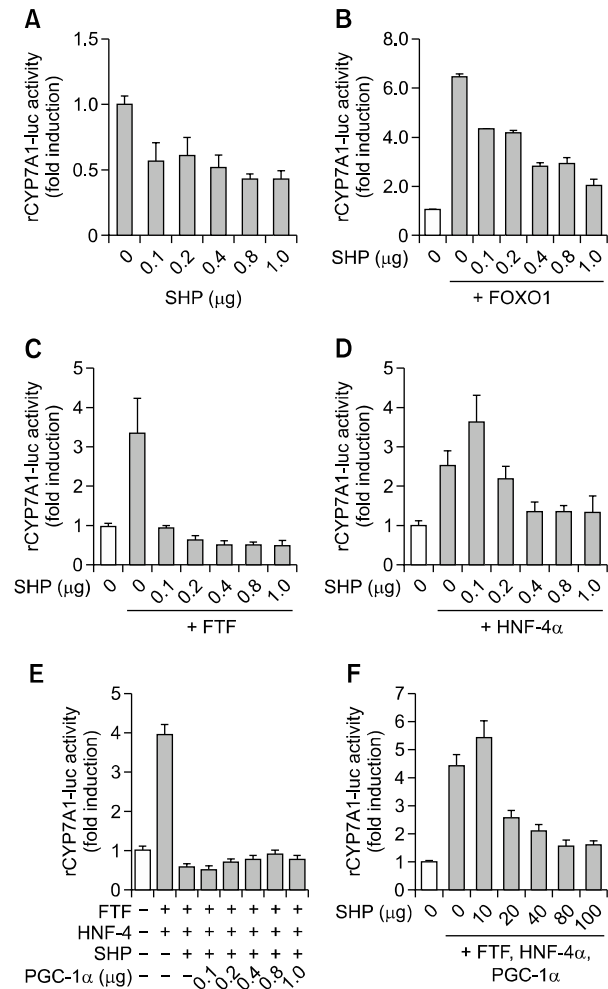 A
rCYP7A1-luc activity
(fold induction)
1.5
1.0
0.5
0
0 0.1 0.2 0.4 0.8 1.0
SHP (μg)
B
rCYP7A1-luc activity
(fold induction)
8.0
6.0
4.0
2.0
0
SHP (μg) 0 0 0.1 0.2 0.4 0.8 1.0
+ FOXO1
C
rCYP7A1-luc activity
(fold induction)
5
4
3
2
1
0
SHP (μg) 0 0 0.1 0.2 0.4 0.8 1.0
+ FTF
D
rCYP7A1-luc activity
(fold induction)
5
4
3
2
1
0
SHP (μg) 0 0 0.1 0.2 0.4 0.8 1.0
+ HNF-4α
E
rCYP7A1-luc activity
(fold induction)
5
4
3
2
1
0
FTF − + + + + + + +
HNF-4 − + + + + + + +
SHP − − + + + + + +
PGC-1α (μg) − − − 0.1 0.2 0.4 0.8 1.0
F
rCYP7A1-luc activity
(fold induction)
7
6
5
4
3
2
1
0
SHP (μg) 0 0 10 20 40 80 100
+ FTF, HNF-4α,
PGC-1α